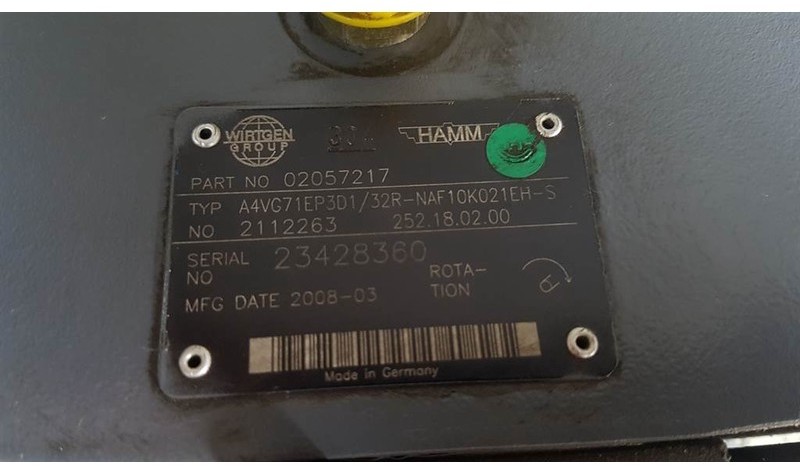 WIRTGEN GROUP HAMM
PART NO 02057217
TYP A4VG71EP3D1/32R-NAF10K021EH-S
NO 2112263 252.18.02.00
SERIAL NO 23428360
MFG DATE 2008-03
ROTA-
TION
Made in Germany